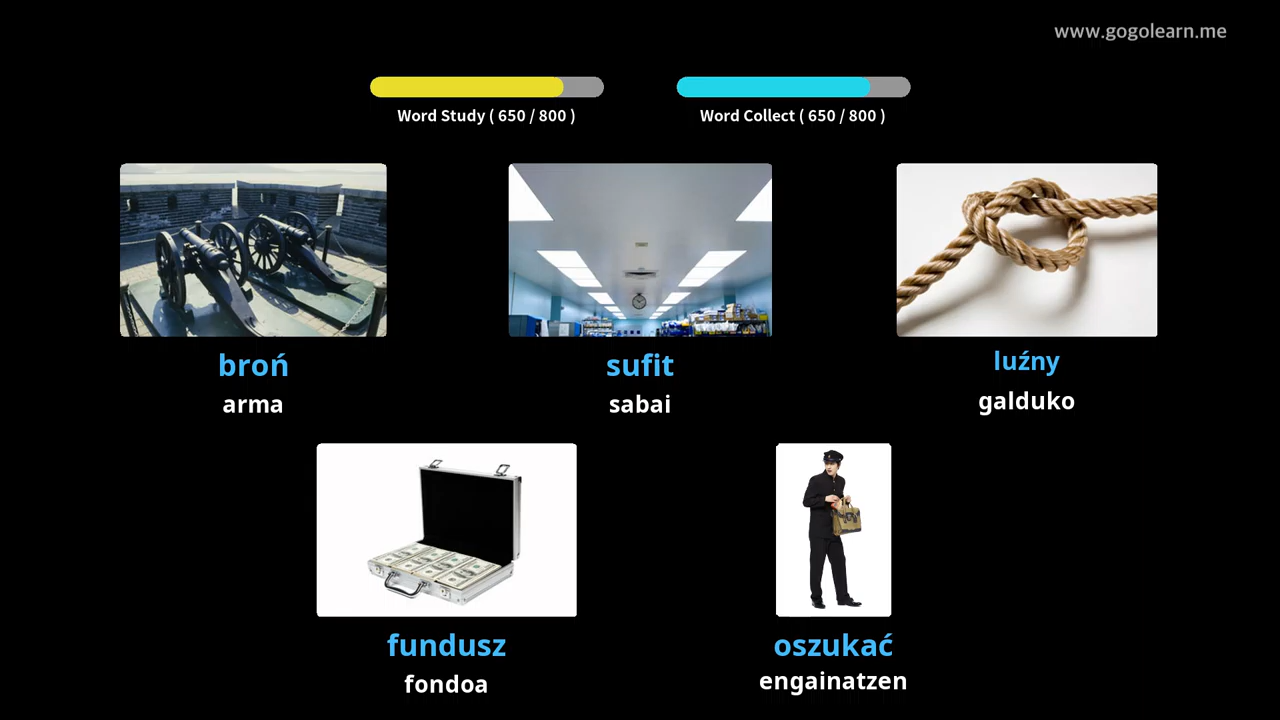 www.gogolearn.me
Word Study ( 650 / 800 )
Word Collect ( 650 / 800 )
broń
arma
sufit
sabai
luźny
galduko
fundusz
fondoa
oszukać
engainatzen